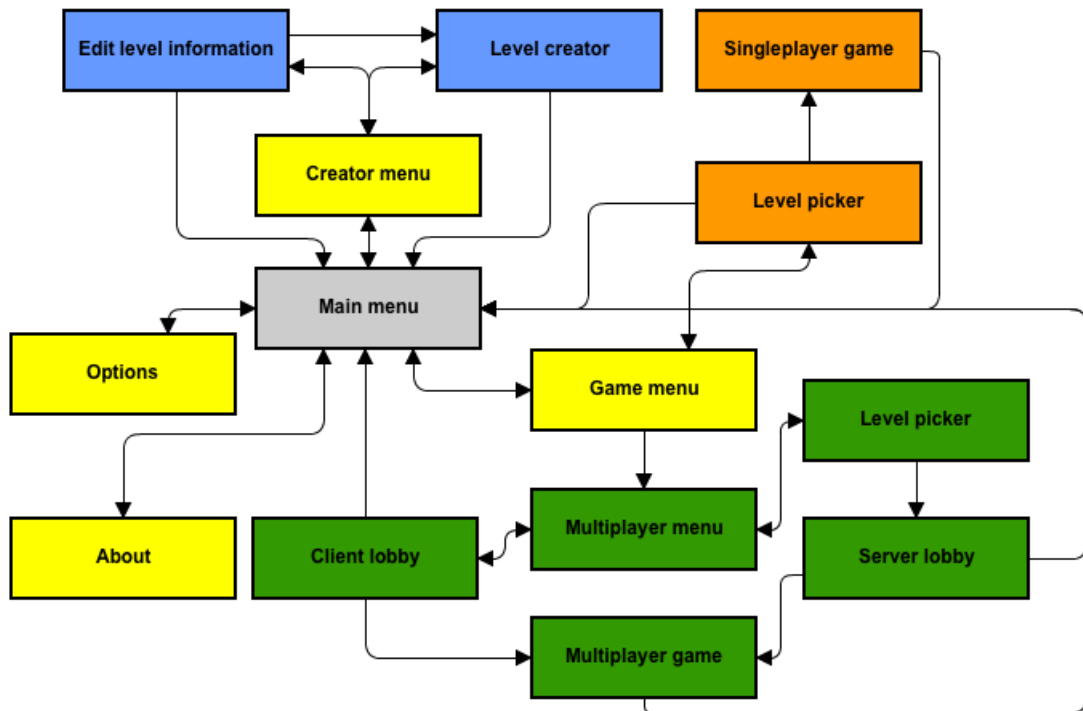 Edit level information
Level creator
Singleplayer game
Creator menu
Level picker
Main menu
Options
Game menu
Level picker
About
Client lobby
Multiplayer menu
Server lobby
Multiplayer game